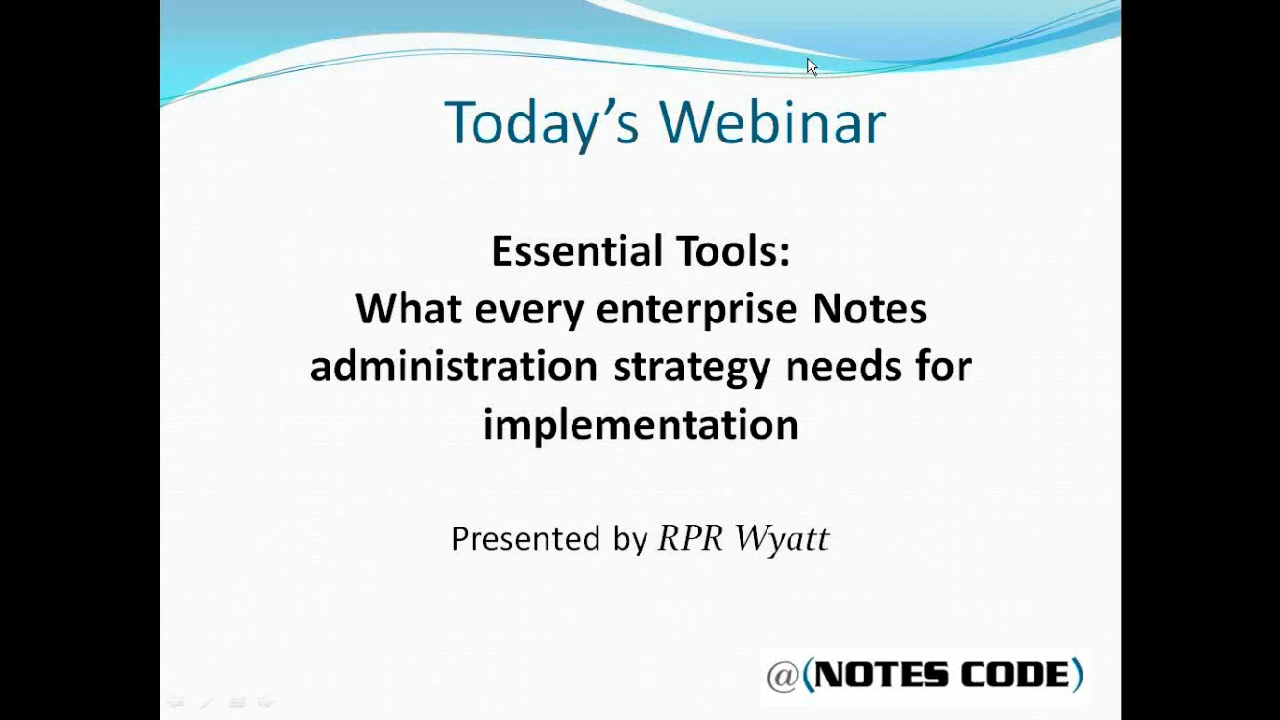 Today’s Webinar
Essential Tools:
What every enterprise Notes
administration strategy needs for
implementation
Presented by RPR Wyatt
@(NOTES CODE)